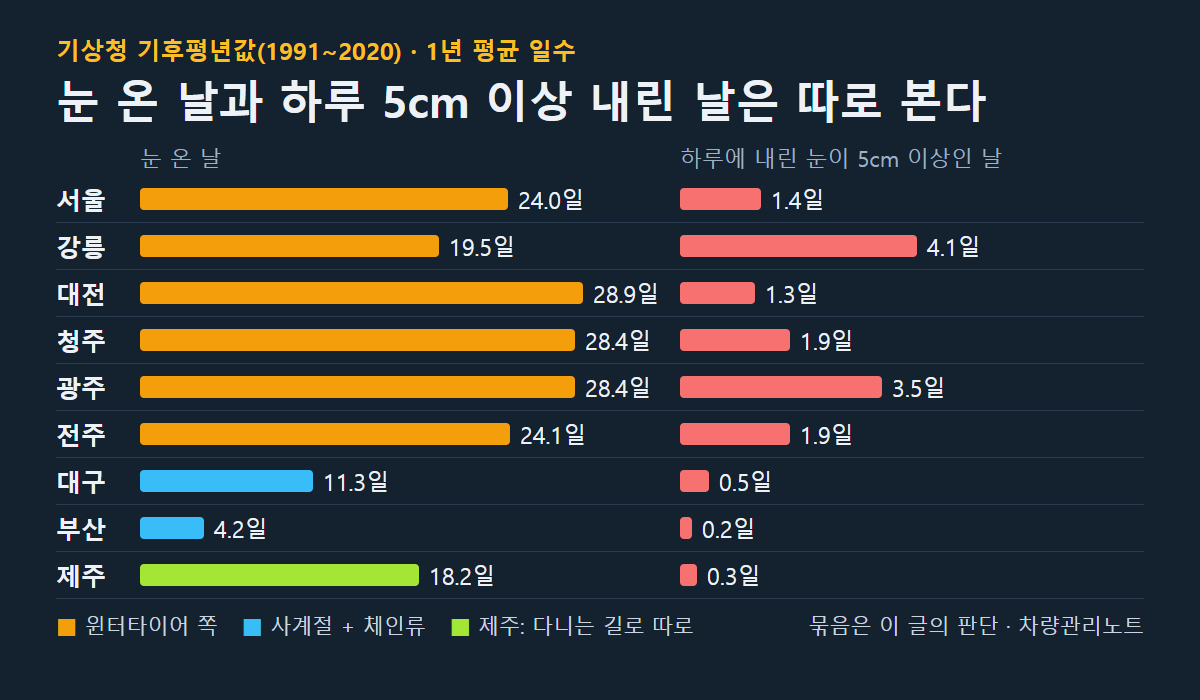 기상청 기후평년값(1991~2020) · 1년 평균 일수
눈 온 날과 하루 5cm 이상 내린 날은 따로 본다
눈 온 날 하루에 내린 눈이 5cm 이상인 날
서울 24.0일 1.4일
강릉 19.5일 4.1일
대전 28.9일 1.3일
청주 28.4일 1.9일
광주 28.4일 3.5일
전주 24.1일 1.9일
대구 11.3일 0.5일
부산 4.2일 0.2일
제주 18.2일 0.3일
윈터타이어 쪽 사계절 + 체인류 제주: 다니는 길로 따로 묶음은 이 글의 판단 · 차량관리노트